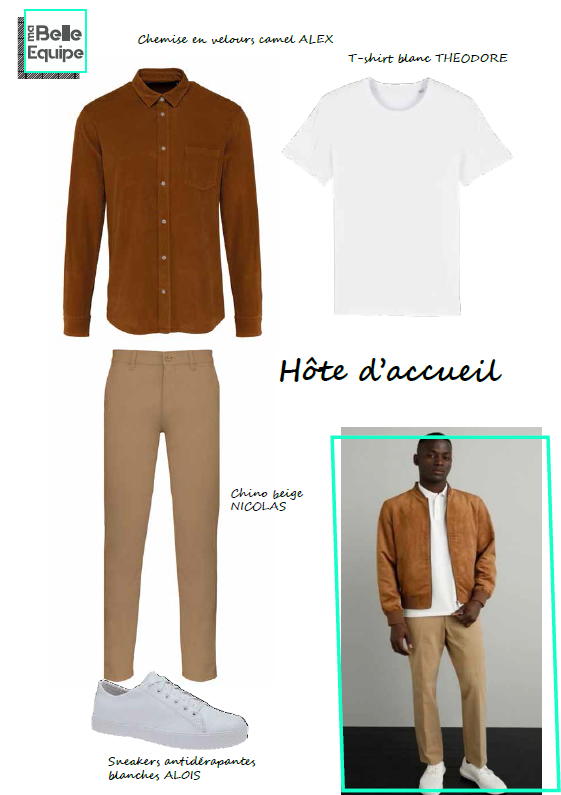 ma
Belle
Equipe
Chemise en velours camel ALEX
T-shirt blanc THEODORE
Hôte d'accueil
Chino beige
NICOLAS
Sneakers antidérapantes
blanches ALOIS